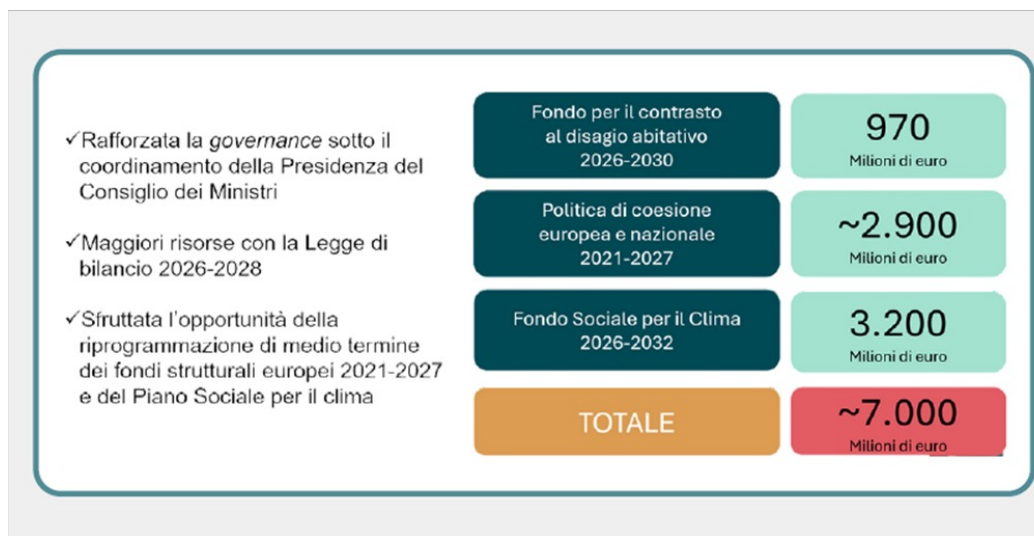 ✓Rafforzata la governance sotto il
coordinamento della Presidenza del
Consiglio dei Ministri
✓Maggiori risorse con la Legge di
bilancio 2026-2028
✓Sfruttata l'opportunità della
riprogrammazione di medio termine
dei fondi strutturali europei 2021-2027
e del Piano Sociale per il clima
Fondo per il contrasto
al disagio abitativo
2026-2030
970
Milioni di euro
Politica di coesione
europea e nazionale
2021-2027
~2.900
Milioni di euro
Fondo Sociale per il Clima
2026-2032
3.200
Milioni di euro
TOTALE
~7.000
Milioni di euro